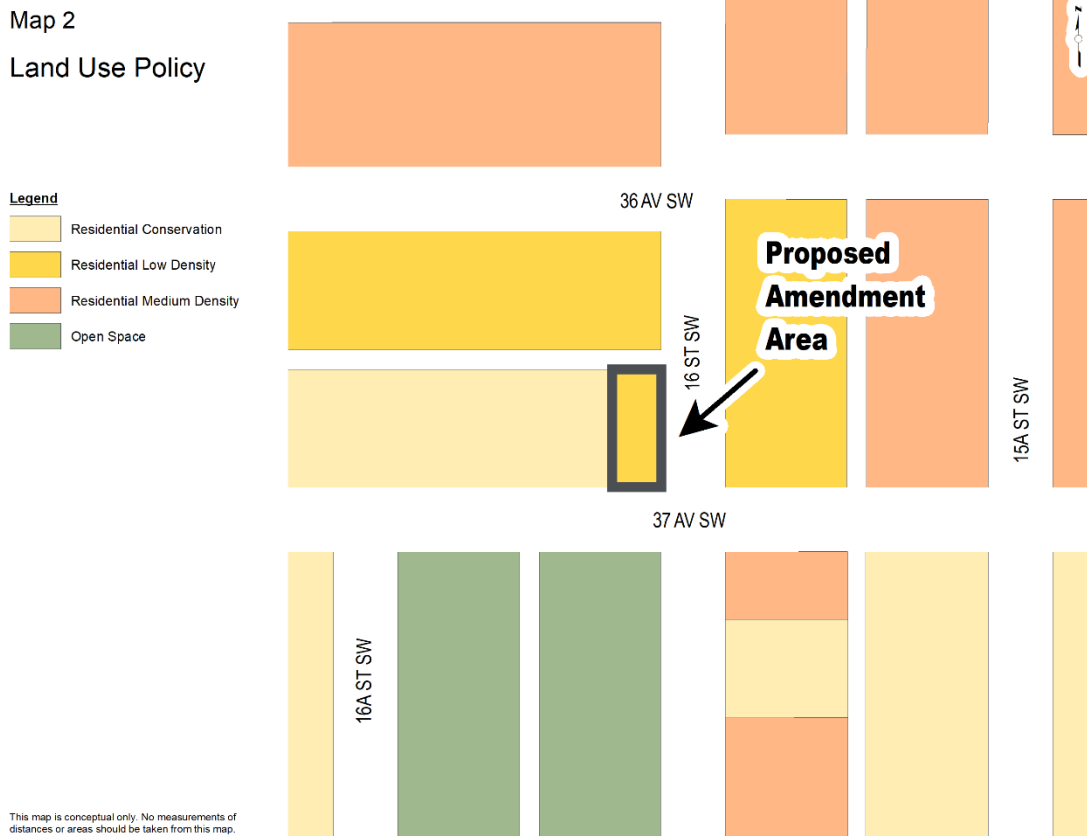 Map 2
Land Use Policy
N
Legend
Residential Conservation
Residential Low Density
Residential Medium Density
Open Space
36 AV SW
Proposed
Amendment
Area
16 ST SW
15A ST SW
37 AV SW
16A ST SW
This map is conceptual only. No measurements of
distances or areas should be taken from this map.